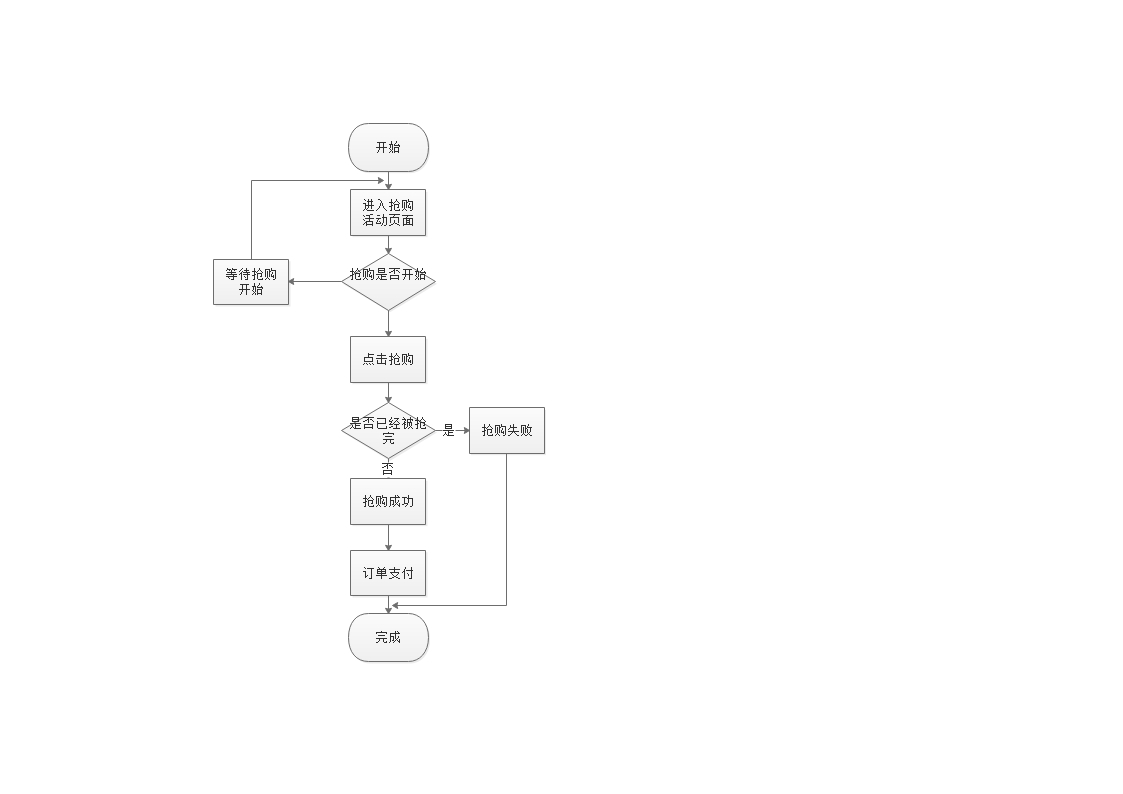 开始
进入抢购
活动页面
抢购是否开始
等待抢购
开始
点击抢购
是否已经被抢
完
是
抢购失败
否
抢购成功
订单支付
完成